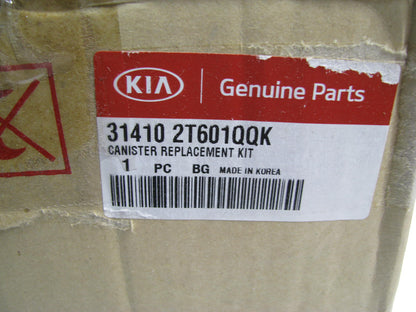 KIA Genuine Parts
31410 2T601QQK
CANISTER REPLACEMENT KIT
1 PC BG MADE IN KOREA